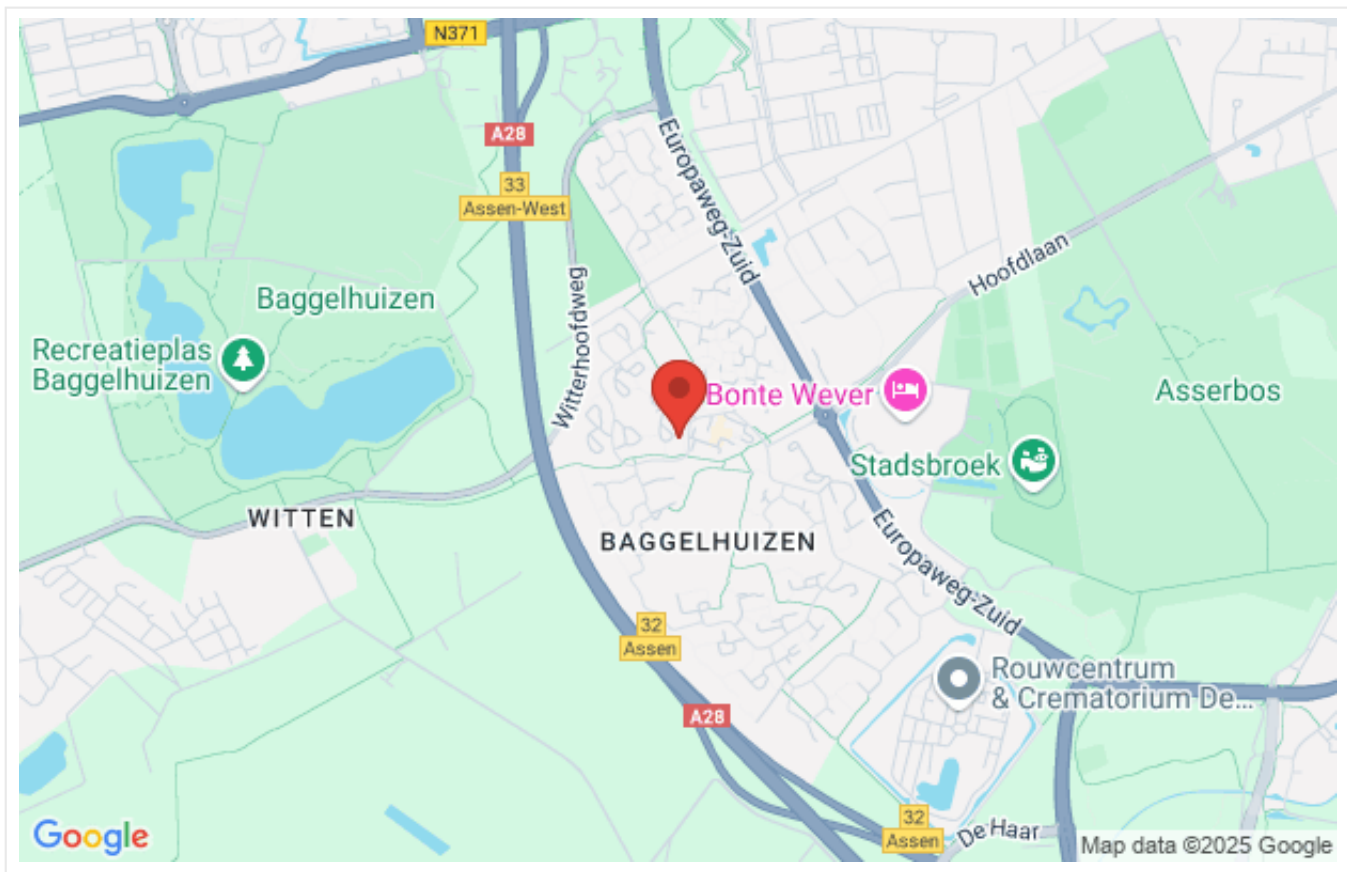 N371
A28
Europaweg-Zuid
33
Assen-West
Hoofdlaan
Witterhoofdweg
Baggelhuizen
Recreatieplas
Baggelhuizen
Bonte Wever
Asserbos
Stadsbroek
WITTEN
BAGGELHUIZEN
Europaweg-Zuid
32
Assen
Rouwcentrum
& Crematorium De...
A28
32
Assen
De Haar
Google
Map data ©2025 Google